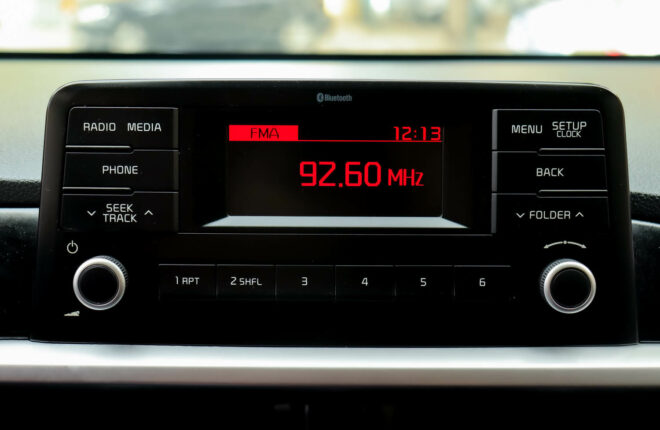 Bluetooth
RADIO MEDIA
PHONE
SEEK
TRACK
FMA 12:13
92.60 MHz
MENU SETUP
CLOCK
BACK
FOLDER
1 RPT 2 SHFL 3 4 5 6